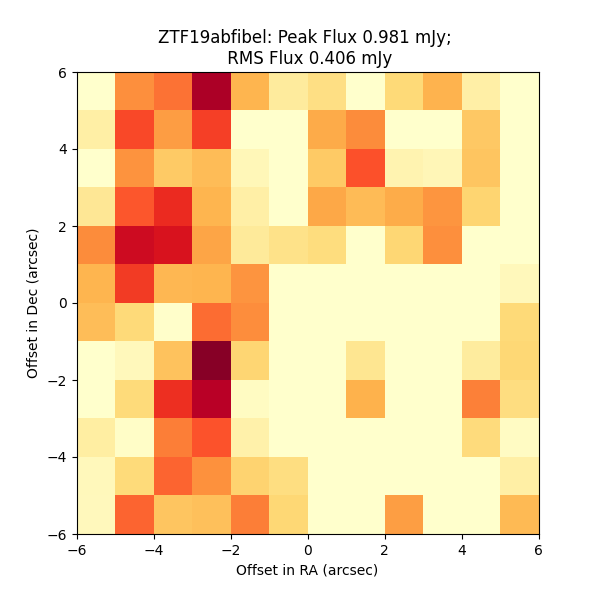 ZTF19abfibel: Peak Flux 0.981 mJy;
RMS Flux 0.406 mJy
6
4
2
0
−2
−4
−6
Offset in Dec (arcsec)
−6 −4 −2 0 2 4 6
Offset in RA (arcsec)